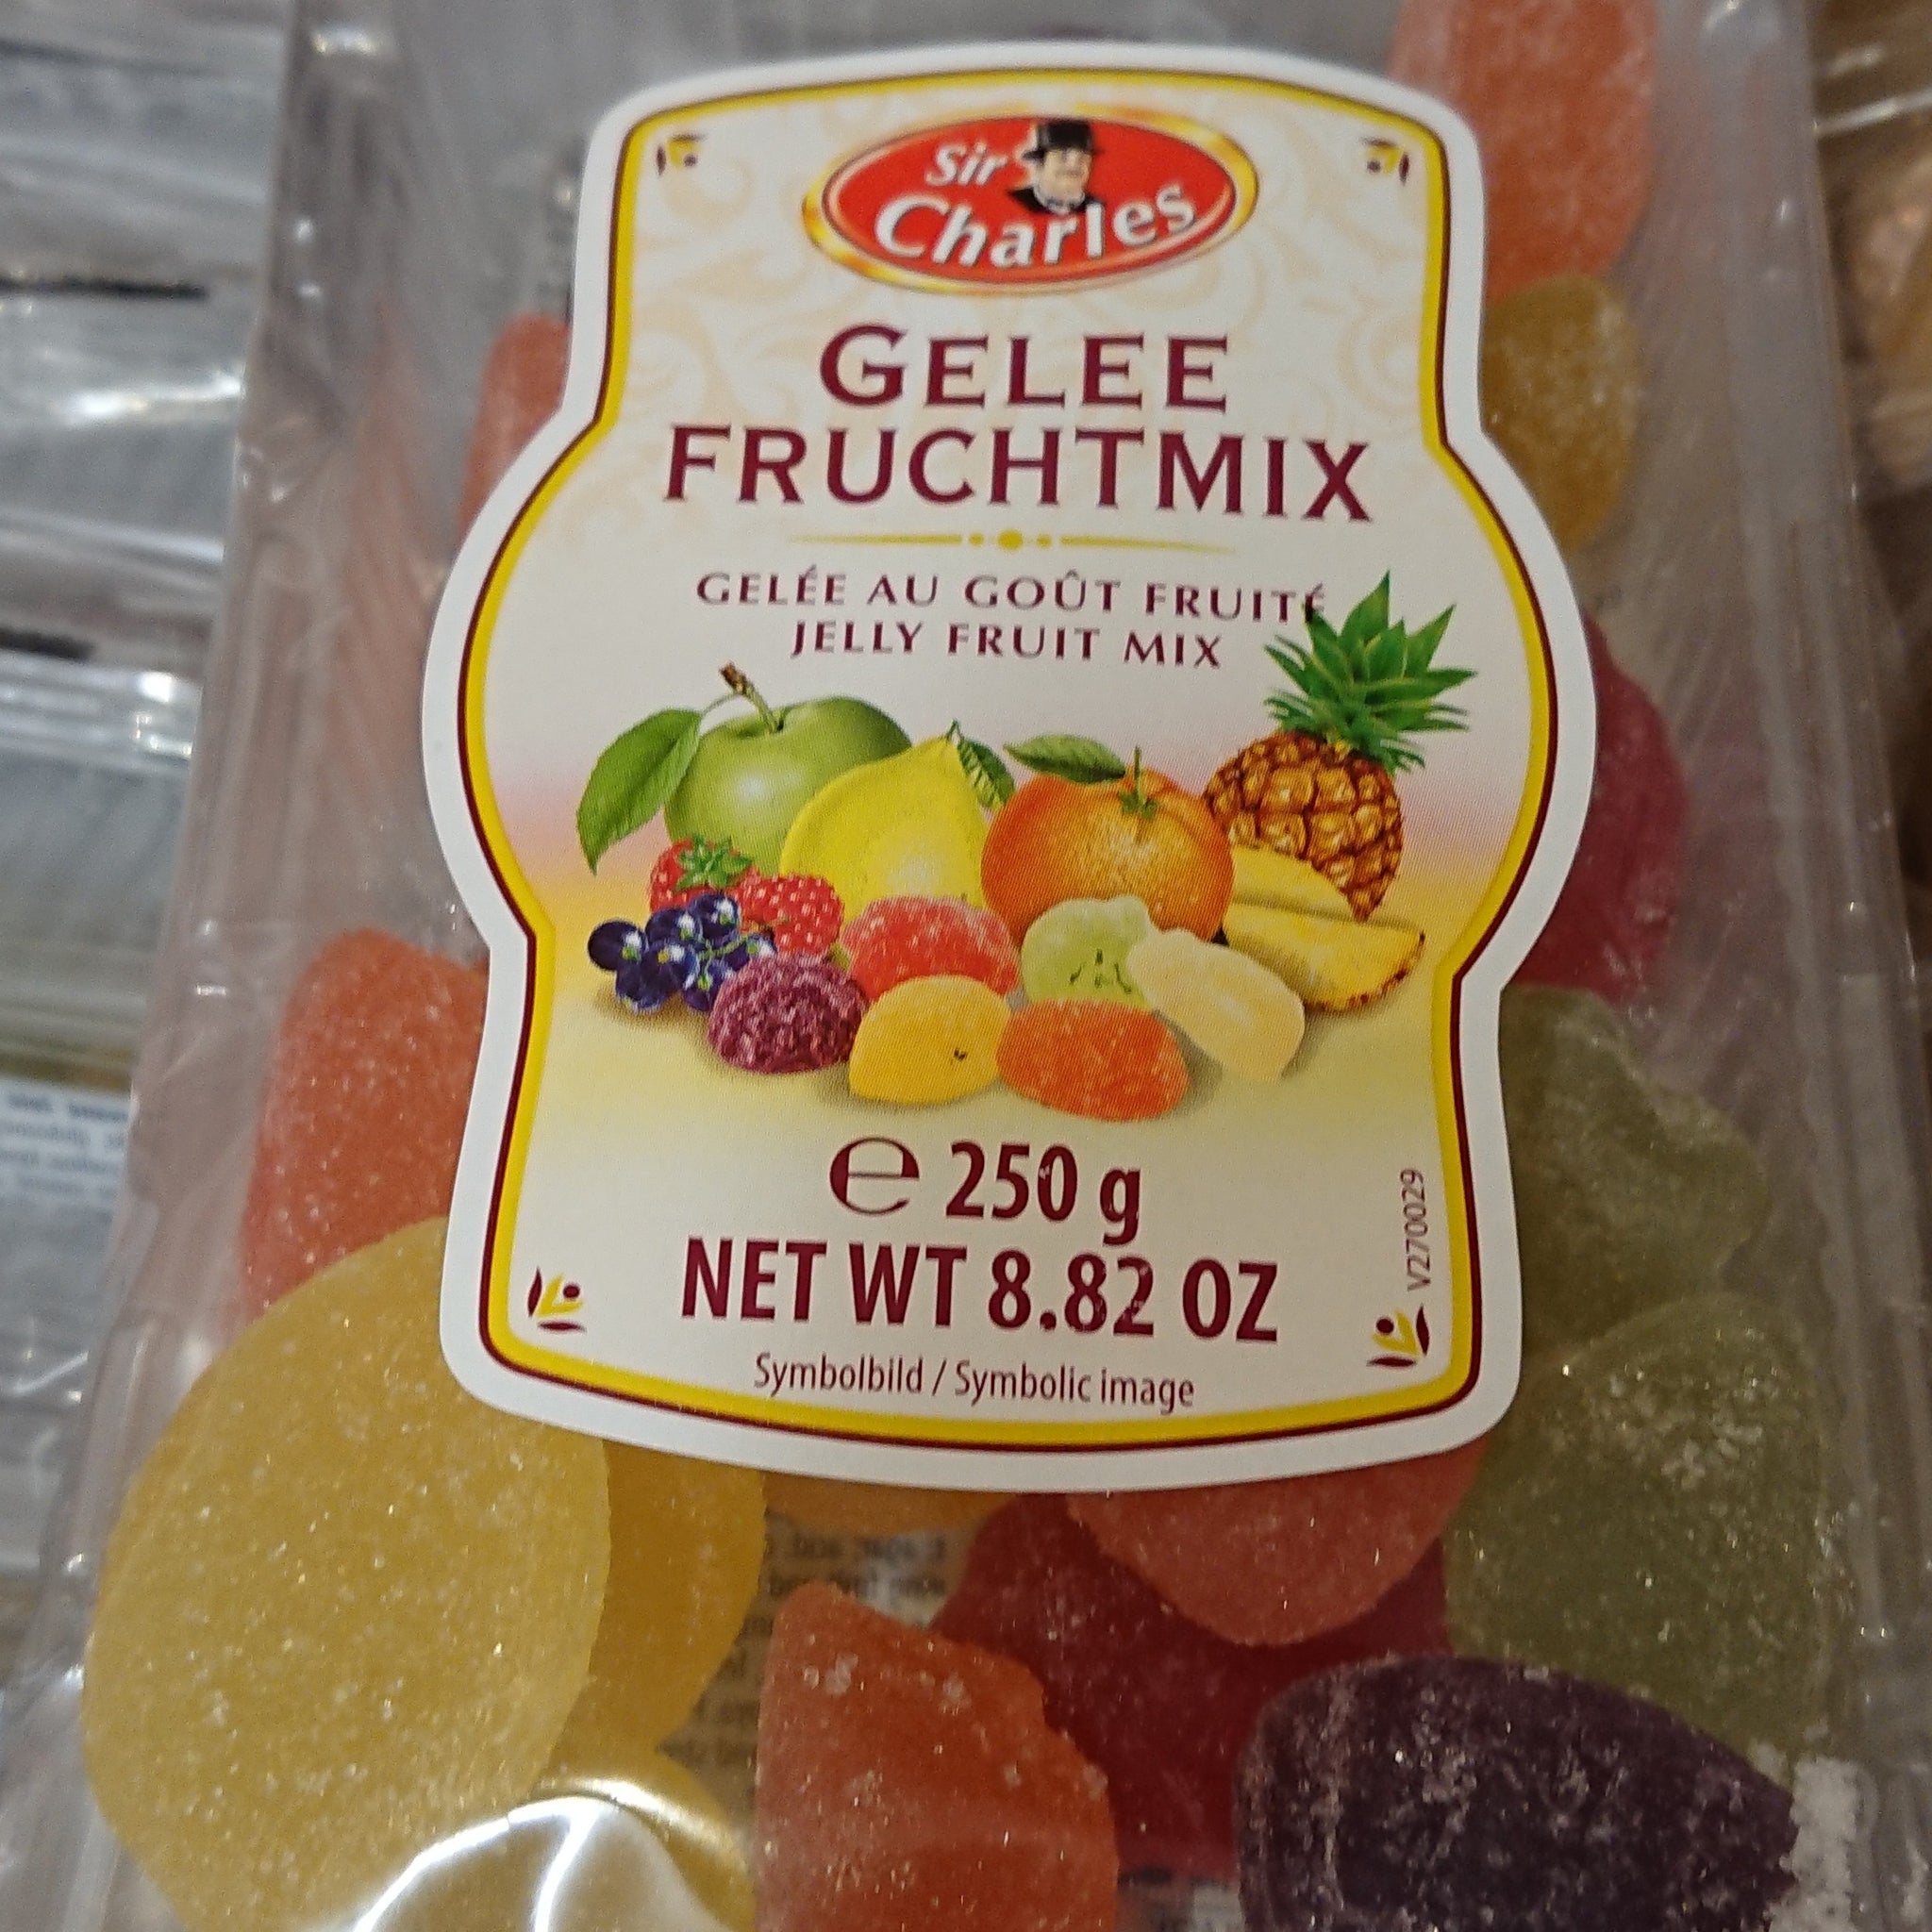 Sir
Charles
GELEE
FRUCHTMIX
GELÉE AU GOÛT FRUITÉ
JELLY FRUIT MIX
℮ 250 g
NET WT 8.82 OZ
V270029
Symbolbild / Symbolic image